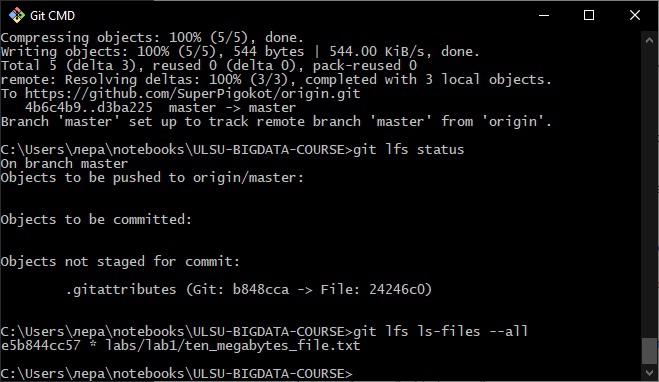 Git CMD
Compressing objects: 100% (5/5), done.
Writing objects: 100% (5/5), 544 bytes | 544.00 KiB/s, done.
Total 5 (delta 3), reused 0 (delta 0), pack-reused 0
remote: Resolving deltas: 100% (3/3), completed with 3 local objects.
To https://github.com/SuperPigokot/origin.git
   4b6c4b9..d3ba225  master -> master
Branch 'master' set up to track remote branch 'master' from 'origin'.
C:\Users\лера\notebooks\ULSU-BIGDATA-COURSE>git lfs status
On branch master
Objects to be pushed to origin/master:
Objects to be committed:
Objects not staged for commit:
        .gitattributes (Git: b848cca -> File: 24246c0)
C:\Users\лера\notebooks\ULSU-BIGDATA-COURSE>git lfs ls-files --all
e5b844cc57 * labs/lab1/ten_megabytes_file.txt
C:\Users\лера\notebooks\ULSU-BIGDATA-COURSE>